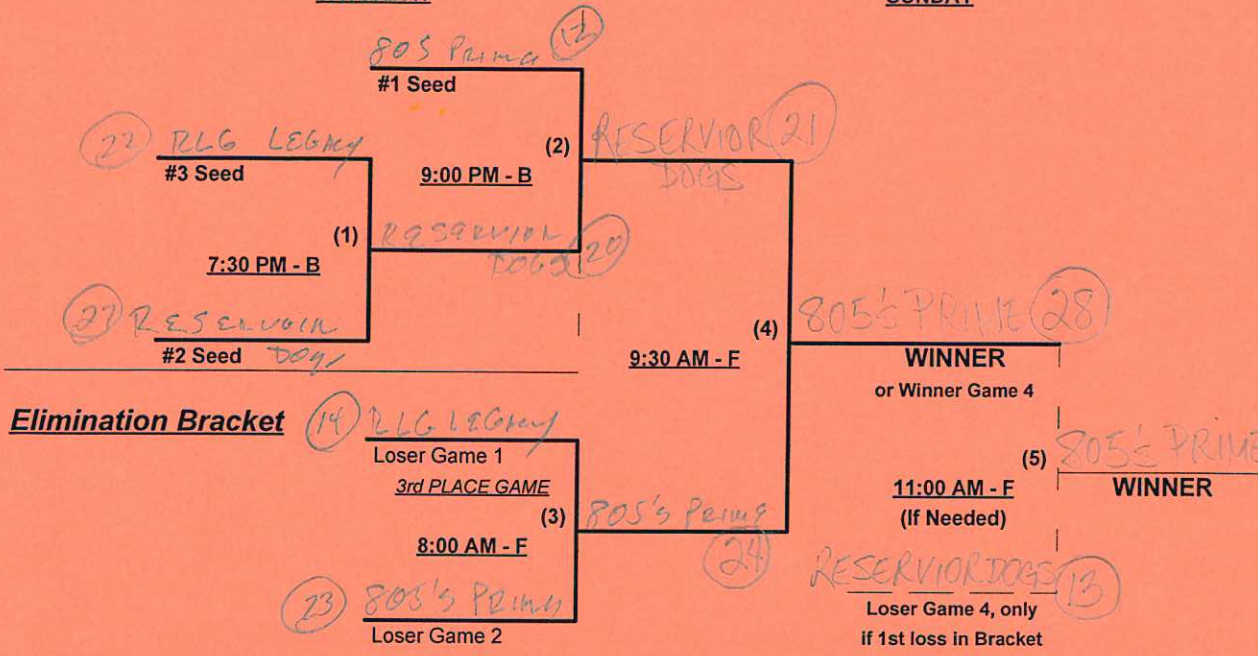 SUNDAY
805 Prime
#1 Seed
22 RLG LEGACY
#3 Seed
(2)
9:00 PM - B
RESERVIOR 21
DOGS
(1)
7:30 PM - B
RESERVIOR
DOGS 20
RESERVOIR
Dogs
#2 Seed
(4)
9:30 AM - F
805's PRIME 28
WINNER
or Winner Game 4
Elimination Bracket
14 RLG LEGACY
Loser Game 1
3rd PLACE GAME
(3)
8:00 AM - F
805's Prime
24
23 805's Prime
Loser Game 2
(5)
11:00 AM - F
(If Needed)
805's PRIME
WINNER
RESERVIOR DOGS 13
Loser Game 4, only
if 1st loss in Bracket